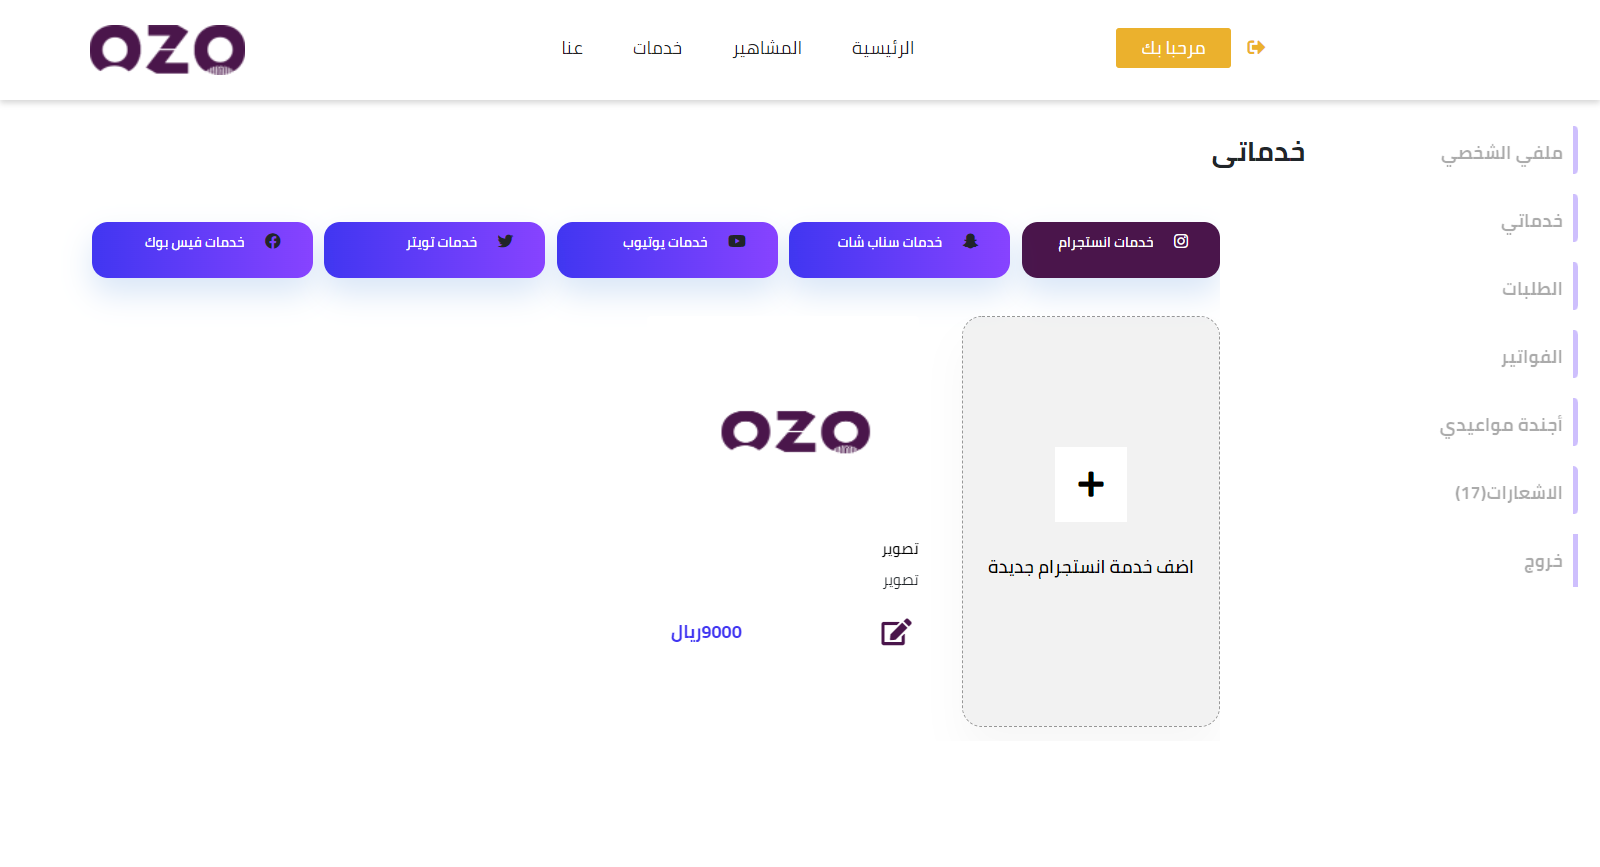 مرحبا بك
الرئيسية
المشاهير
خدمات
عنا
OZO
ملفي الشخصي
خدماتي
الطلبات
الفواتير
أجندة مواعيدي
الاشعارات(17)
خروج
خدماتى
خدمات انستجرام
خدمات سناب شات
خدمات يوتيوب
خدمات تويتر
خدمات فيس بوك
اضف خدمة انستجرام جديدة
OZO
تصوير
تصوير
9000ريال